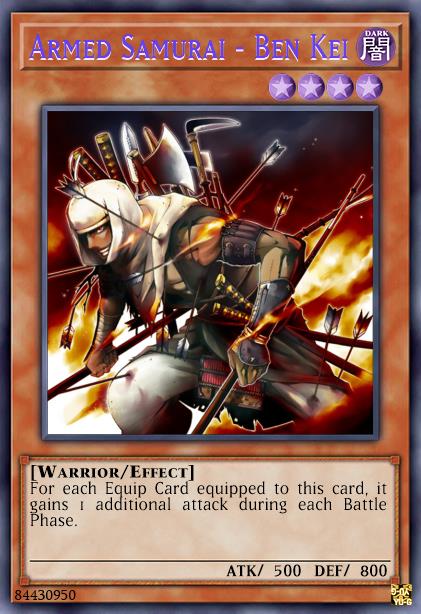 Armed Samurai - Ben Kei
DARK
闇
[Warrior/Effect]
For each Equip Card equipped to this card, it
gains 1 additional attack during each Battle
Phase.
ATK/ 500 DEF/ 800
84430950